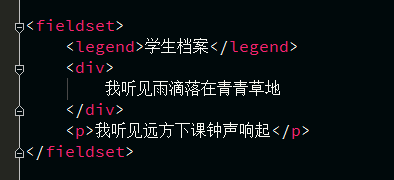 <fieldset>
<legend>学生档案</legend>
<div>
我听见雨滴落在青青草地
</div>
<p>我听见远方下课钟声响起</p>
</fieldset>